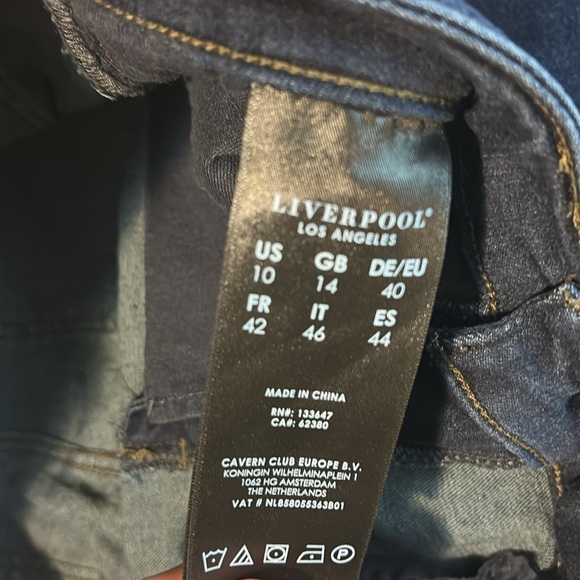 LIVERPOOL®
LOS ANGELES
US GB DE/EU
10 14 40
FR IT ES
42 46 44
MADE IN CHINA
RN#: 133647
CA#: 62380
CAVERN CLUB EUROPE B.V.
KONINGIN WILHELMINAPLEIN 1
1062 HG AMSTERDAM
THE NETHERLANDS
VAT # NL858055363B01